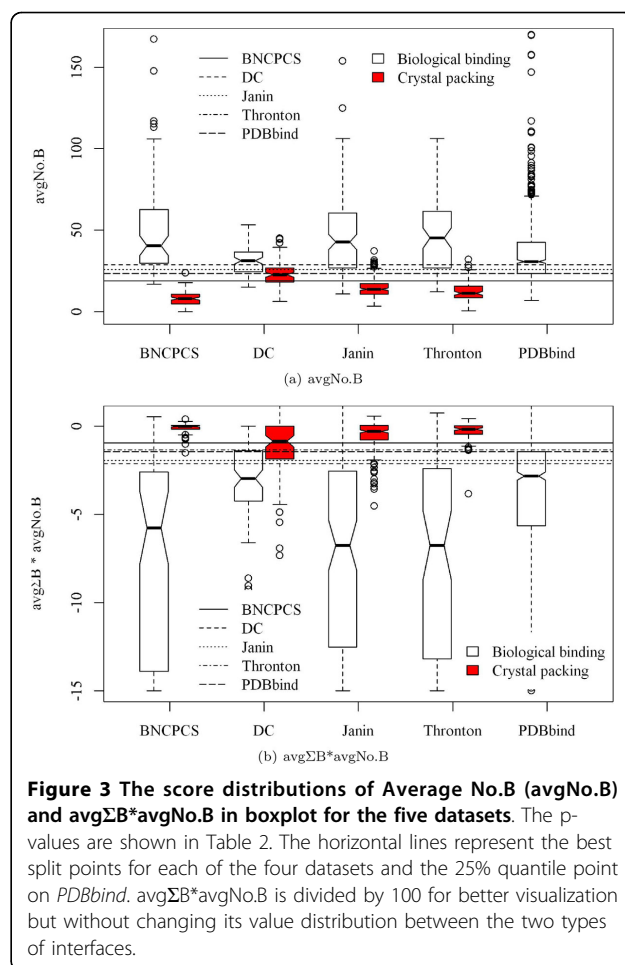 BNCPCS
DC
Janin
Thronton
PDBbind
Biological binding
Crystal packing
avgNo.B
150
100
50
0
BNCPCS DC Janin Thronton PDBbind
(a) avgNo.B
avgΣB * avgNo.B
0
-5
-10
-15
BNCPCS
DC
Janin
Thronton
PDBbind
Biological binding
Crystal packing
BNCPCS DC Janin Thronton PDBbind
(b) avgΣB*avgNo.B
Figure 3 The score distributions of Average No.B (avgNo.B)
and avgΣB*avgNo.B in boxplot for the five datasets. The p-
values are shown in Table 2. The horizontal lines represent the best
split points for each of the four datasets and the 25% quantile point
on PDBbind. avgΣB*avgNo.B is divided by 100 for better visualization
but without changing its value distribution between the two types
of interfaces.